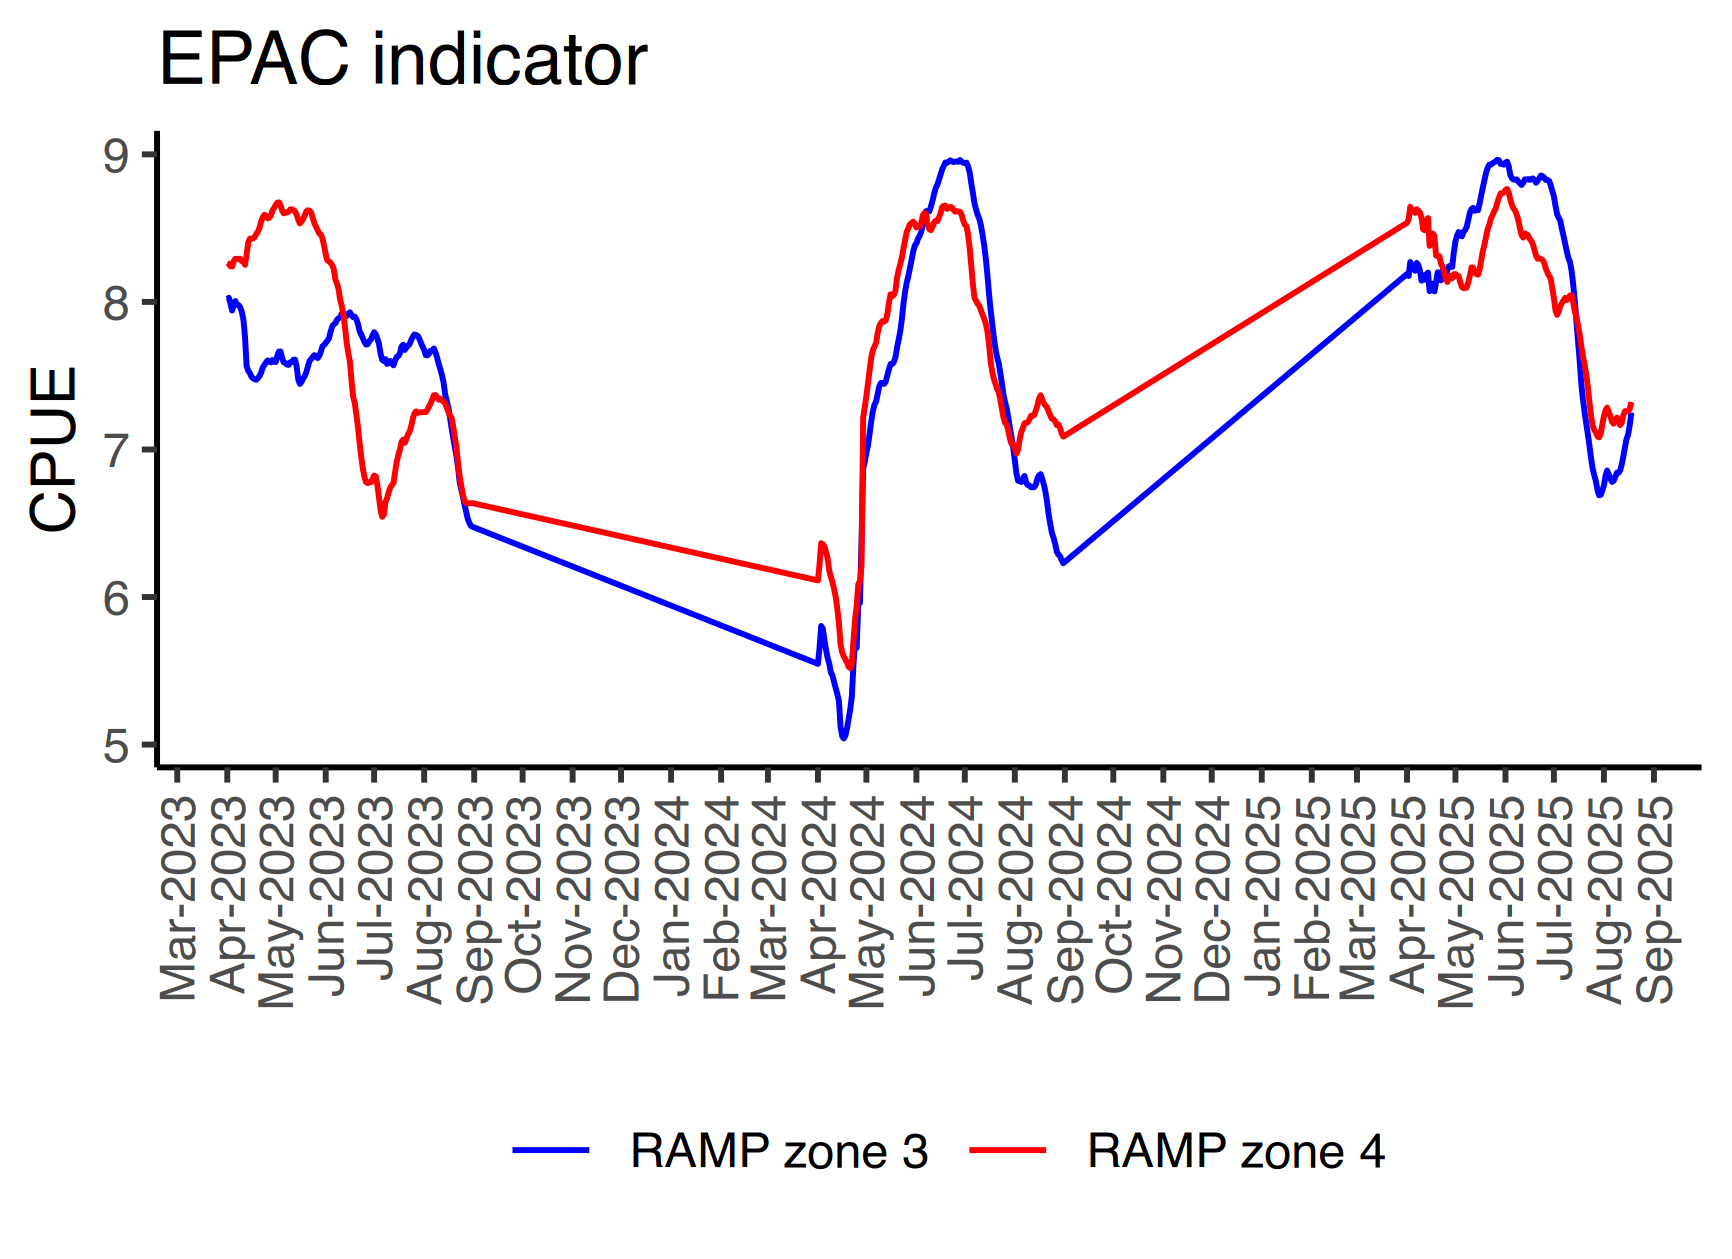 EPAC indicator
CPUE
9
8
7
6
5
Mar-2023
Apr-2023
May-2023
Jun-2023
Jul-2023
Aug-2023
Sep-2023
Oct-2023
Nov-2023
Dec-2023
Jan-2024
Feb-2024
Mar-2024
Apr-2024
May-2024
Jun-2024
Jul-2024
Aug-2024
Sep-2024
Oct-2024
Nov-2024
Dec-2024
Jan-2025
Feb-2025
Mar-2025
Apr-2025
May-2025
Jun-2025
Jul-2025
Aug-2025
Sep-2025
RAMP zone 3
RAMP zone 4